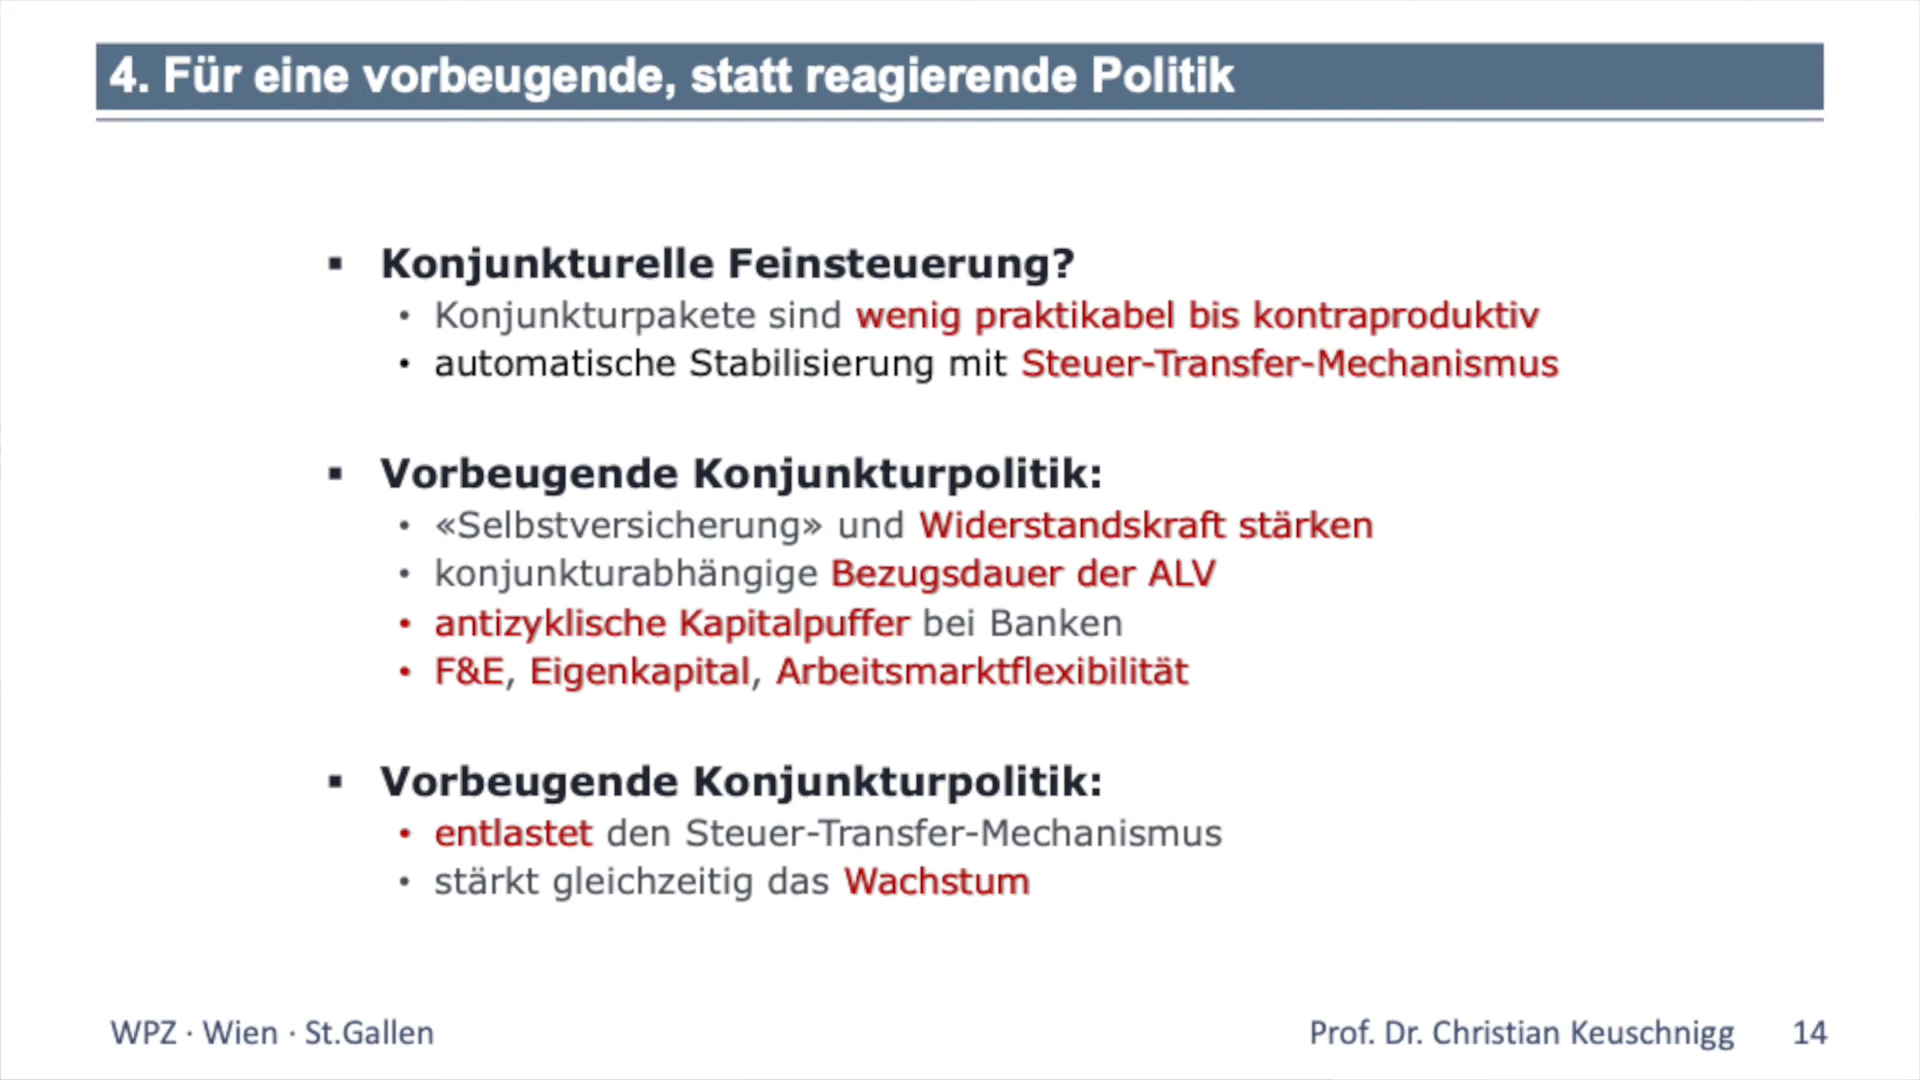 4. Für eine vorbeugende, statt reagierende Politik
▪ Konjunkturelle Feinsteuerung?
• Konjunkturpakete sind wenig praktikabel bis kontraproduktiv
• automatische Stabilisierung mit Steuer-Transfer-Mechanismus
▪ Vorbeugende Konjunkturpolitik:
• «Selbstversicherung» und Widerstandskraft stärken
• konjunkturabhängige Bezugsdauer der ALV
• antizyklische Kapitalpuffer bei Banken
• F&E, Eigenkapital, Arbeitsmarktflexibilität
▪ Vorbeugende Konjunkturpolitik:
• entlastet den Steuer-Transfer-Mechanismus
• stärkt gleichzeitig das Wachstum
WPZ · Wien · St.Gallen
Prof. Dr. Christian Keuschnigg 14